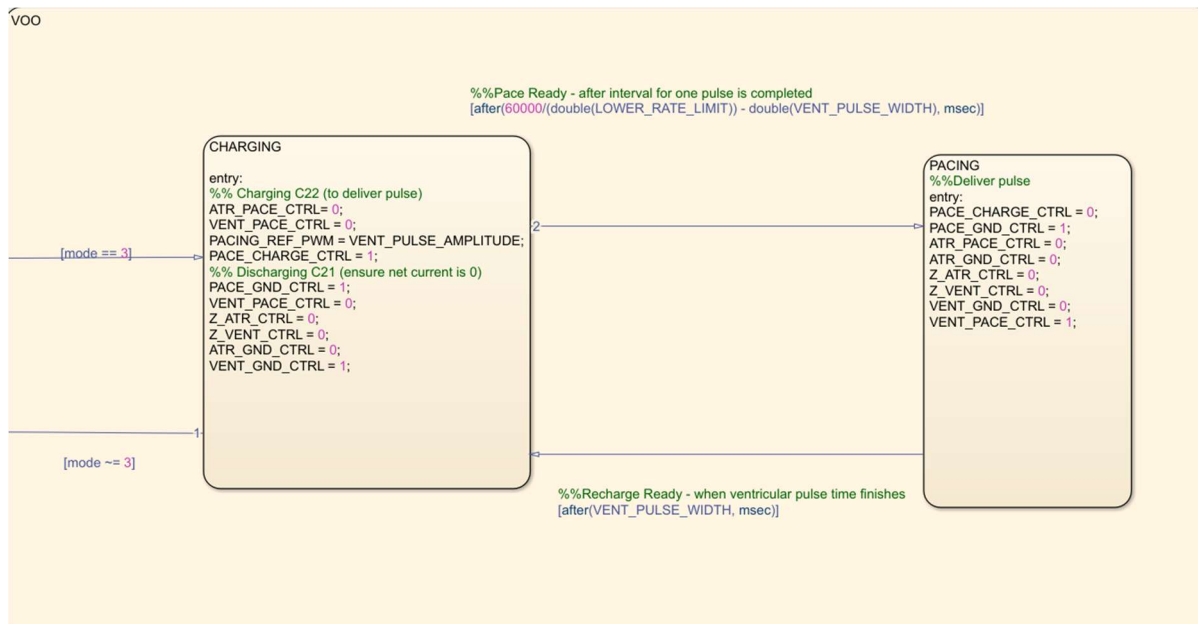 VOO
%%Pace Ready - after interval for one pulse is completed
[after(60000/(double(LOWER_RATE_LIMIT)) - double(VENT_PULSE_WIDTH), msec)]
CHARGING
entry:
%% Charging C22 (to deliver pulse)
ATR_PACE_CTRL= 0;
VENT_PACE_CTRL = 0;
PACING_REF_PWM = VENT_PULSE_AMPLITUDE;
PACE_CHARGE_CTRL = 1;
%% Discharging C21 (ensure net current is 0)
PACE_GND_CTRL = 1;
VENT_PACE_CTRL = 0;
Z_ATR_CTRL = 0;
Z_VENT_CTRL = 0;
ATR_GND_CTRL = 0;
VENT_GND_CTRL = 1;
[mode == 3]
1
[mode ~= 3]
2
PACING
%%Deliver pulse
entry:
PACE_CHARGE_CTRL = 0;
PACE_GND_CTRL = 1;
ATR_PACE_CTRL = 0;
ATR_GND_CTRL = 0;
Z_ATR_CTRL = 0;
Z_VENT_CTRL = 0;
VENT_GND_CTRL = 0;
VENT_PACE_CTRL = 1;
%%Recharge Ready - when ventricular pulse time finishes
[after(VENT_PULSE_WIDTH, msec)]